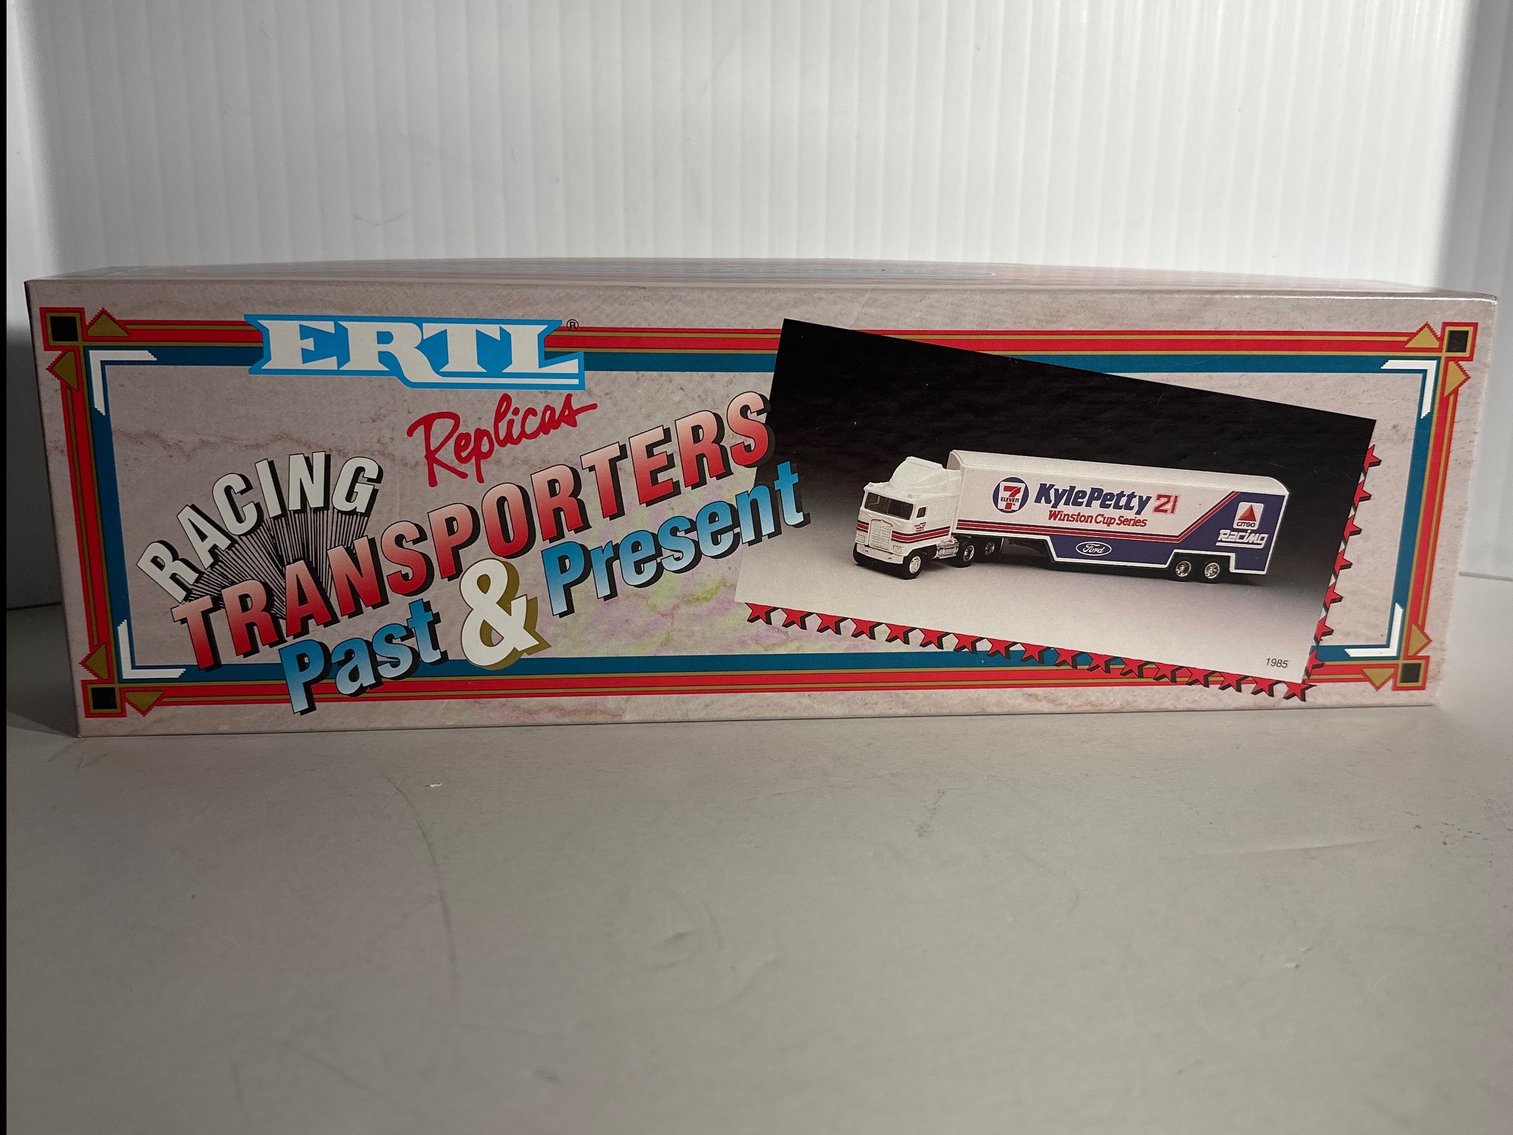 ERTL®
Replicas
RACING
TRANSPORTERS
Past & Present
7
ELEVEN
Kyle Petty 21
Winston Cup Series
Ford
CITGO
Racing
1985